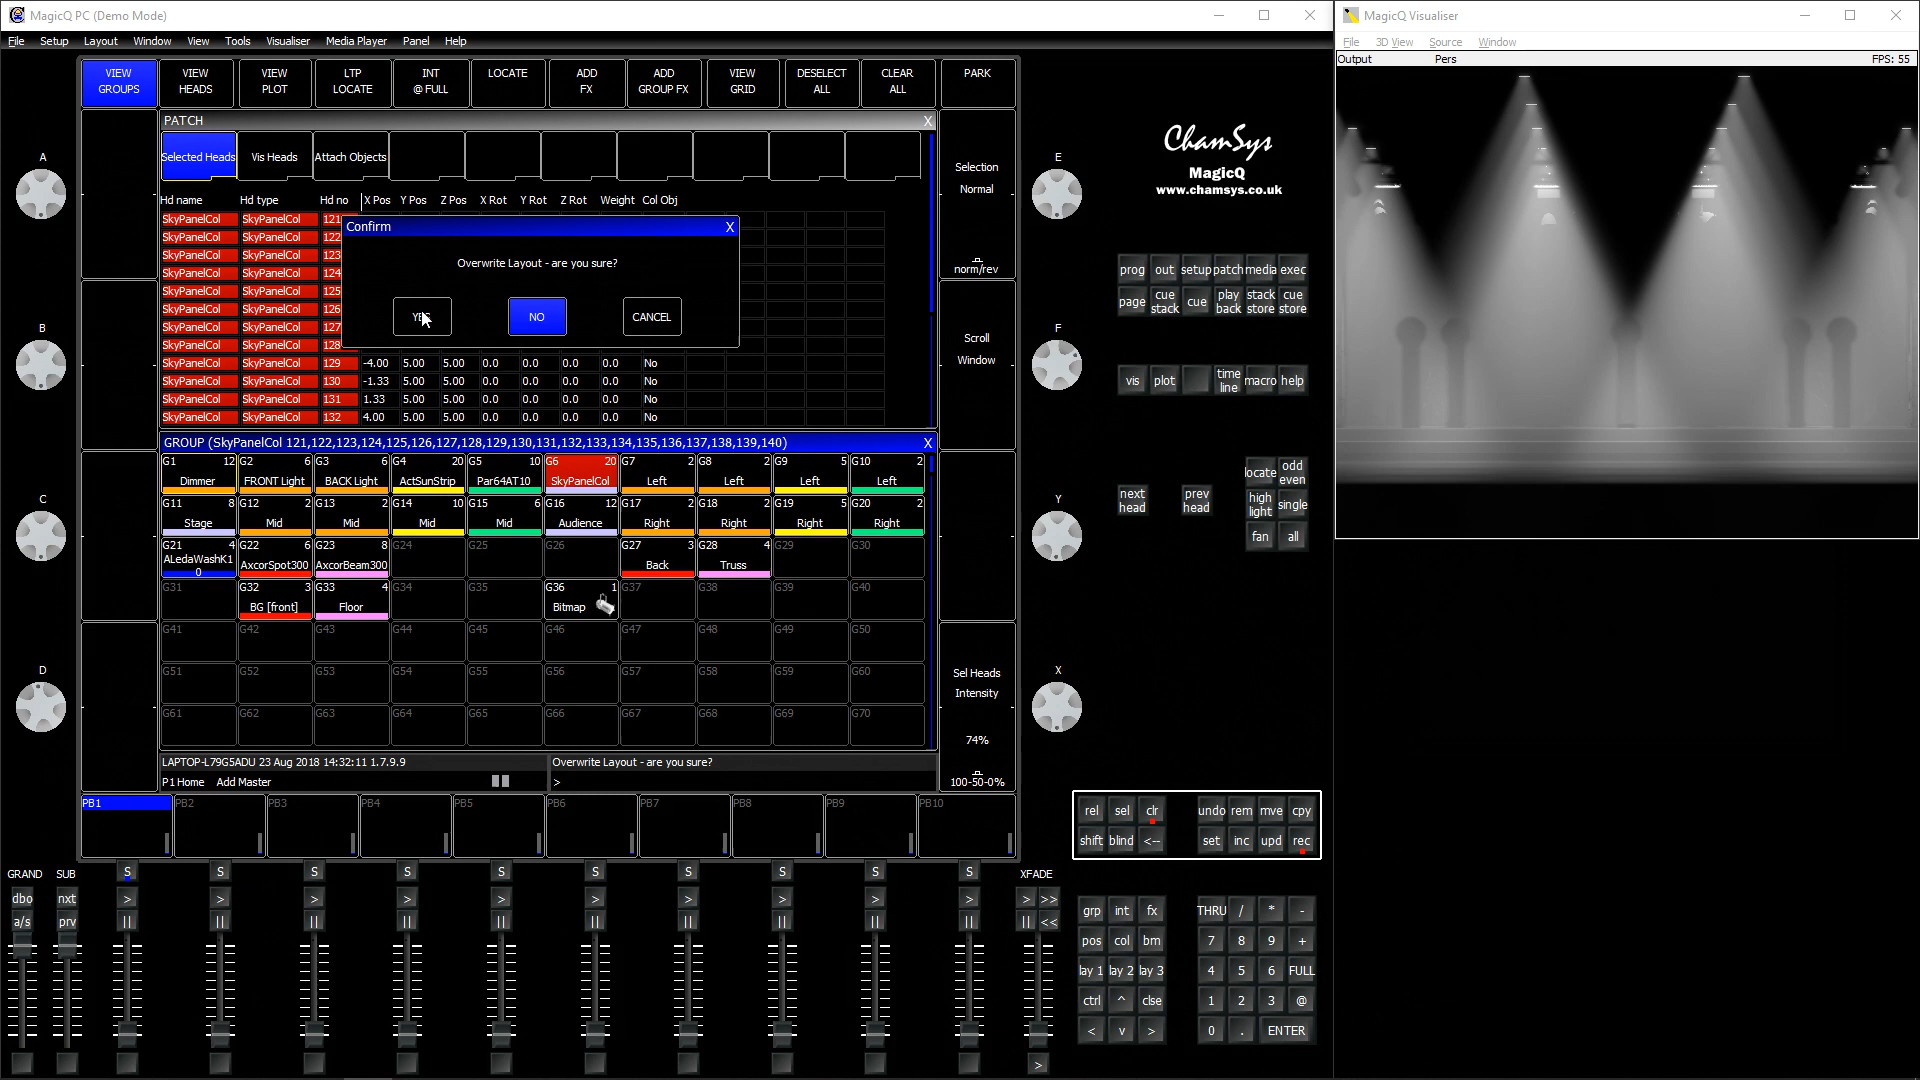 MagicQ PC (Demo Mode)
File Setup Layout Window View Tools Visualiser Media Player Panel Help
VIEW GROUPS
VIEW HEADS
VIEW PLOT
LTP LOCATE
INT @ FULL
LOCATE
ADD FX
ADD GROUP FX
VIEW GRID
DESELECT ALL
CLEAR ALL
PARK
PATCH X
Selected Heads Vis Heads Attach Objects
Hd name Hd type Hd no X Pos Y Pos Z Pos X Rot Y Rot Z Rot Weight Col Obj
SkyPanelCol SkyPanelCol 121
SkyPanelCol SkyPanelCol 122
SkyPanelCol SkyPanelCol 123
SkyPanelCol SkyPanelCol 124
SkyPanelCol SkyPanelCol 125
SkyPanelCol SkyPanelCol 126
SkyPanelCol SkyPanelCol 127
SkyPanelCol SkyPanelCol 128
SkyPanelCol SkyPanelCol 129 -4.00 5.00 5.00 0.0 0.0 0.0 0.0 No
SkyPanelCol SkyPanelCol 130 -1.33 5.00 5.00 0.0 0.0 0.0 0.0 No
SkyPanelCol SkyPanelCol 131 1.33 5.00 5.00 0.0 0.0 0.0 0.0 No
SkyPanelCol SkyPanelCol 132 4.00 5.00 5.00 0.0 0.0 0.0 0.0 No
Confirm X
Overwrite Layout - are you sure?
YES NO CANCEL
GROUP (SkyPanelCol 121,122,123,124,125,126,127,128,129,130,131,132,133,134,135,136,137,138,139,140) X
G1 12 G2 6 G3 6 G4 20 G5 10 G6 20 G7 2 G8 2 G9 5 G10 2
Dimmer FRONT Light BACK Light ActSunStrip Par64AT10 SkyPanelCol Left Left Left Left
G11 8 G12 2 G13 2 G14 10 G15 6 G16 12 G17 2 G18 2 G19 5 G20 2
Stage Mid Mid Mid Mid Audience Right Right Right Right
G21 4 G22 6 G23 8 G24 G25 G26 G27 3 G28 4 G29 G30
ALedaWashK1
0
AxcorSpot300 AxcorBeam300 Back Truss
G31 G32 3 G33 4 G34 G35 G36 1 G37 G38 G39 G40
BG [front] Floor Bitmap
G41 G42 G43 G44 G45 G46 G47 G48 G49 G50
G51 G52 G53 G54 G55 G56 G57 G58 G59 G60
G61 G62 G63 G64 G65 G66 G67 G68 G69 G70
LAPTOP-L79G5ADU 23 Aug 2018 14:32:11 1.7.9.9 Overwrite Layout - are you sure?
P1 Home Add Master >
PB1 PB2 PB3 PB4 PB5 PB6 PB7 PB8 PB9 PB10
A
B
C
D
Selection
Normal
norm/rev
Scroll
Window
Sel Heads
Intensity
74%
100-50-0%
E
F
Y
X
ChamSys
MagicQ
www.chamsys.co.uk
prog out setup patch media exec
page cue stack cue play back stack store cue store
vis plot time line macro help
next head prev head
locate odd even
high light single
fan all
rel sel clr undo rem mve cpy
shift blind <-- set inc upd rec
GRAND SUB S S S S S S S S S S XFADE
dbo nxt > > > > > > > > > > > >>
a/s prv || || || || || || || || || || || <<
>
grp int fx THRU / * -
pos col bm 7 8 9 +
lay 1 lay 2 lay 3 4 5 6 FULL
ctrl ^ clse 1 2 3 @
< v > 0 . ENTER
MagicQ Visualiser
File 3D View Source Window
Output Pers FPS: 55